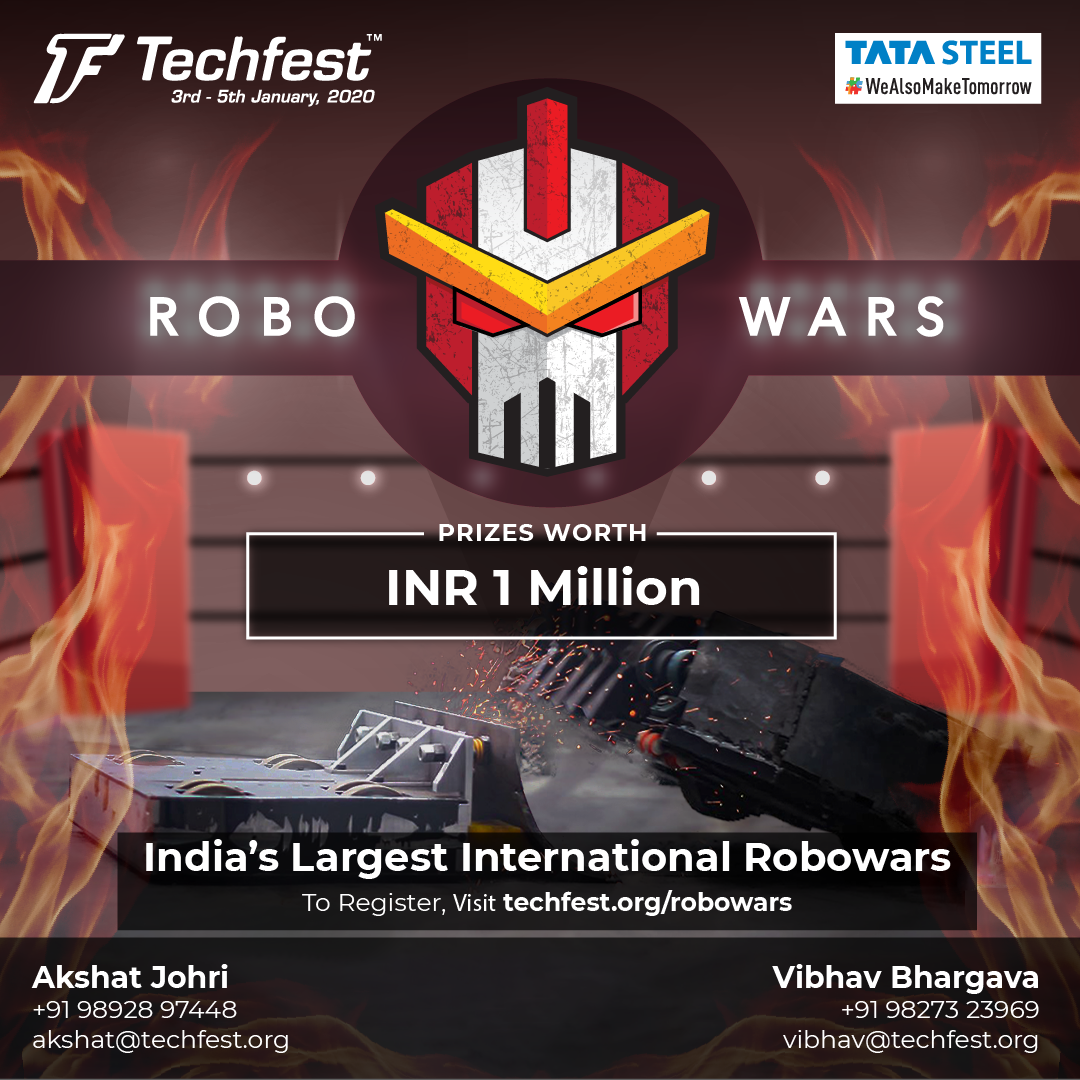 Techfest™
3rd - 5th January, 2020
TATA STEEL
#WeAlsoMakeTomorrow
ROBO WARS
PRIZES WORTH
INR 1 Million
India's Largest International Robowars
To Register, Visit techfest.org/robowars
Akshat Johri
+91 98928 97448
akshat@techfest.org
Vibhav Bhargava
+91 98273 23969
vibhav@techfest.org